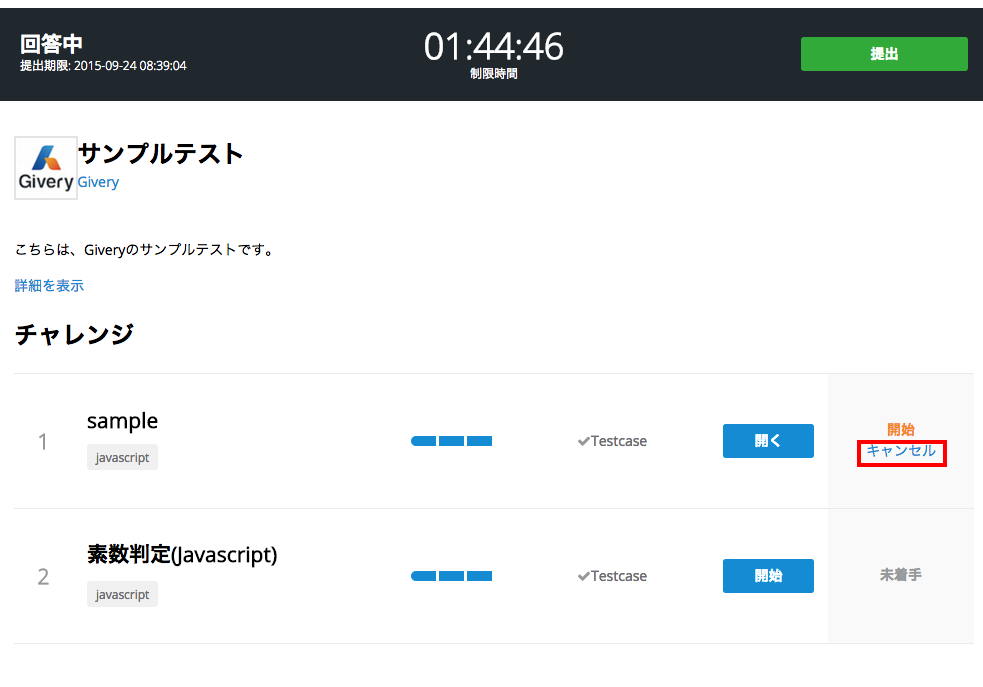 回答中
提出期限: 2015-09-24 08:39:04
01:44:46
制限時間
提出
Givery
サンプルテスト
Givery
こちらは、Giveryのサンプルテストです。
詳細を表示
チャレンジ
1
sample
javascript
Testcase
開く
開始
キャンセル
2
素数判定(Javascript)
javascript
Testcase
開始
未着手